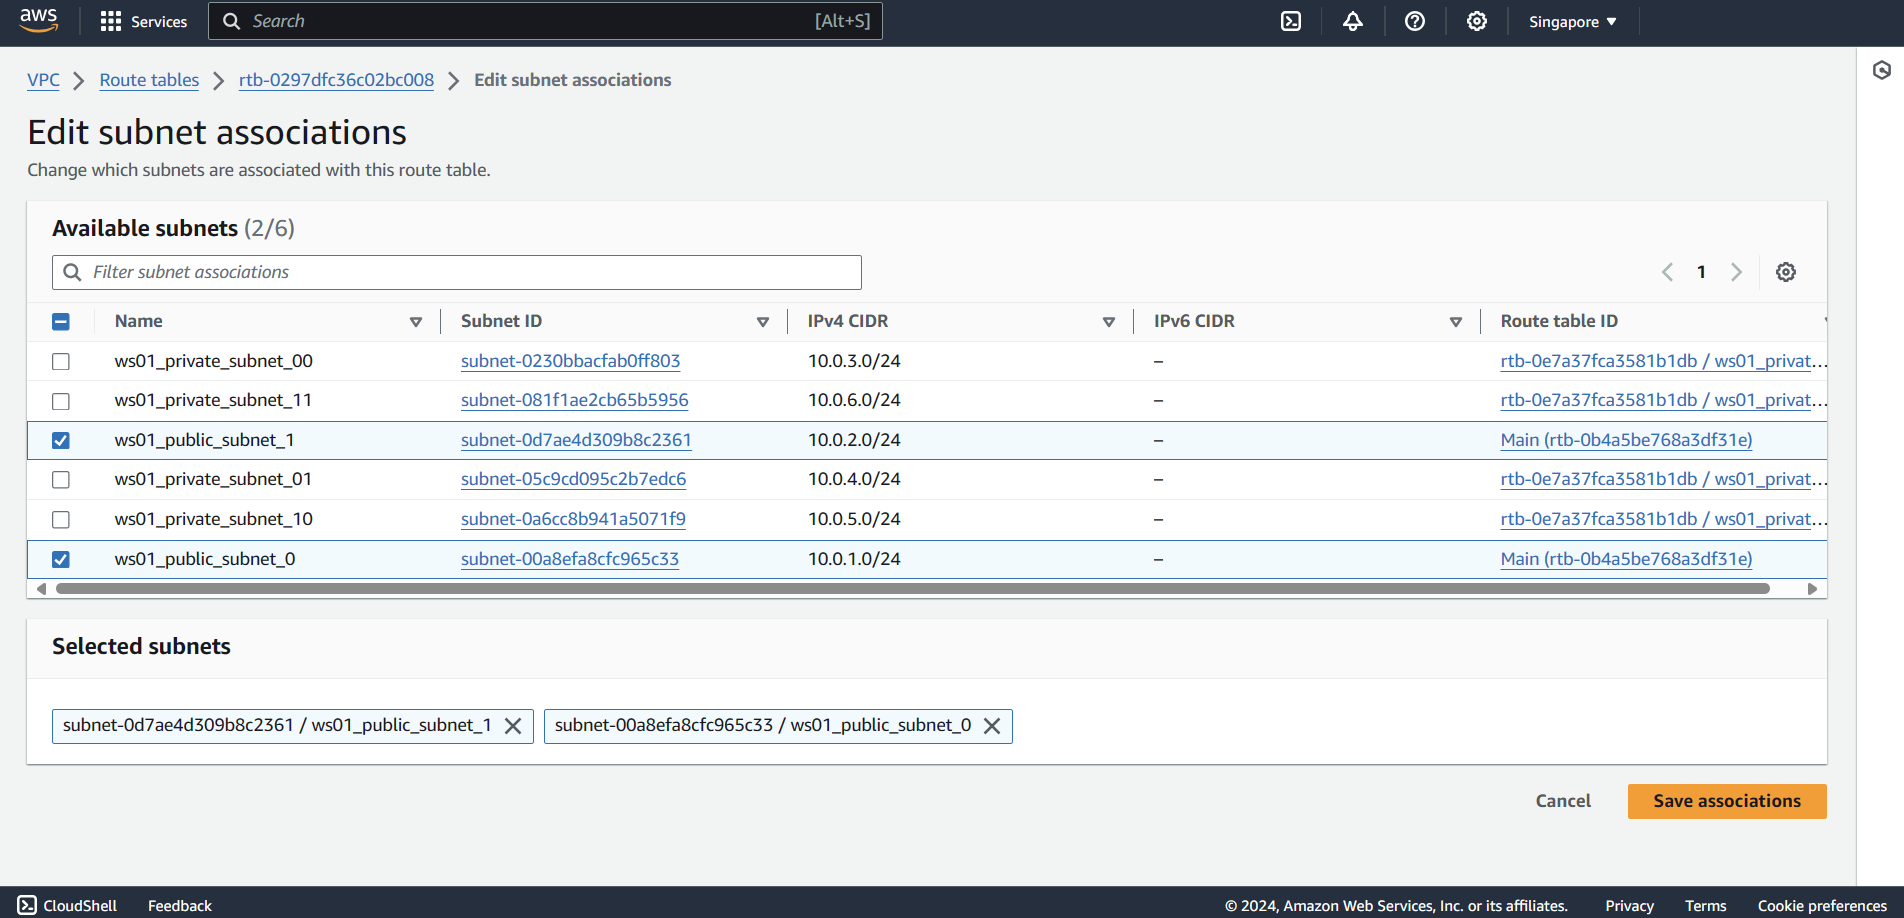 aws Services Search [Alt+S] Singapore
VPC Route tables rtb-0297dfc36c02bc008 Edit subnet associations
Edit subnet associations
Change which subnets are associated with this route table.
Available subnets (2/6)
Filter subnet associations 1
Name Subnet ID IPv4 CIDR IPv6 CIDR Route table ID
ws01_private_subnet_00 subnet-0230bbacfab0ff803 10.0.3.0/24 – rtb-0e7a37fca3581b1db / ws01_privat...
ws01_private_subnet_11 subnet-081f1ae2cb65b5956 10.0.6.0/24 – rtb-0e7a37fca3581b1db / ws01_privat...
ws01_public_subnet_1 subnet-0d7ae4d309b8c2361 10.0.2.0/24 – Main (rtb-0b4a5be768a3df31e)
ws01_private_subnet_01 subnet-05c9cd095c2b7edc6 10.0.4.0/24 – rtb-0e7a37fca3581b1db / ws01_privat...
ws01_private_subnet_10 subnet-0a6cc8b941a5071f9 10.0.5.0/24 – rtb-0e7a37fca3581b1db / ws01_privat...
ws01_public_subnet_0 subnet-00a8efa8cfc965c33 10.0.1.0/24 – Main (rtb-0b4a5be768a3df31e)
Selected subnets
subnet-0d7ae4d309b8c2361 / ws01_public_subnet_1 subnet-00a8efa8cfc965c33 / ws01_public_subnet_0
Cancel Save associations
CloudShell Feedback © 2024, Amazon Web Services, Inc. or its affiliates. Privacy Terms Cookie preferences